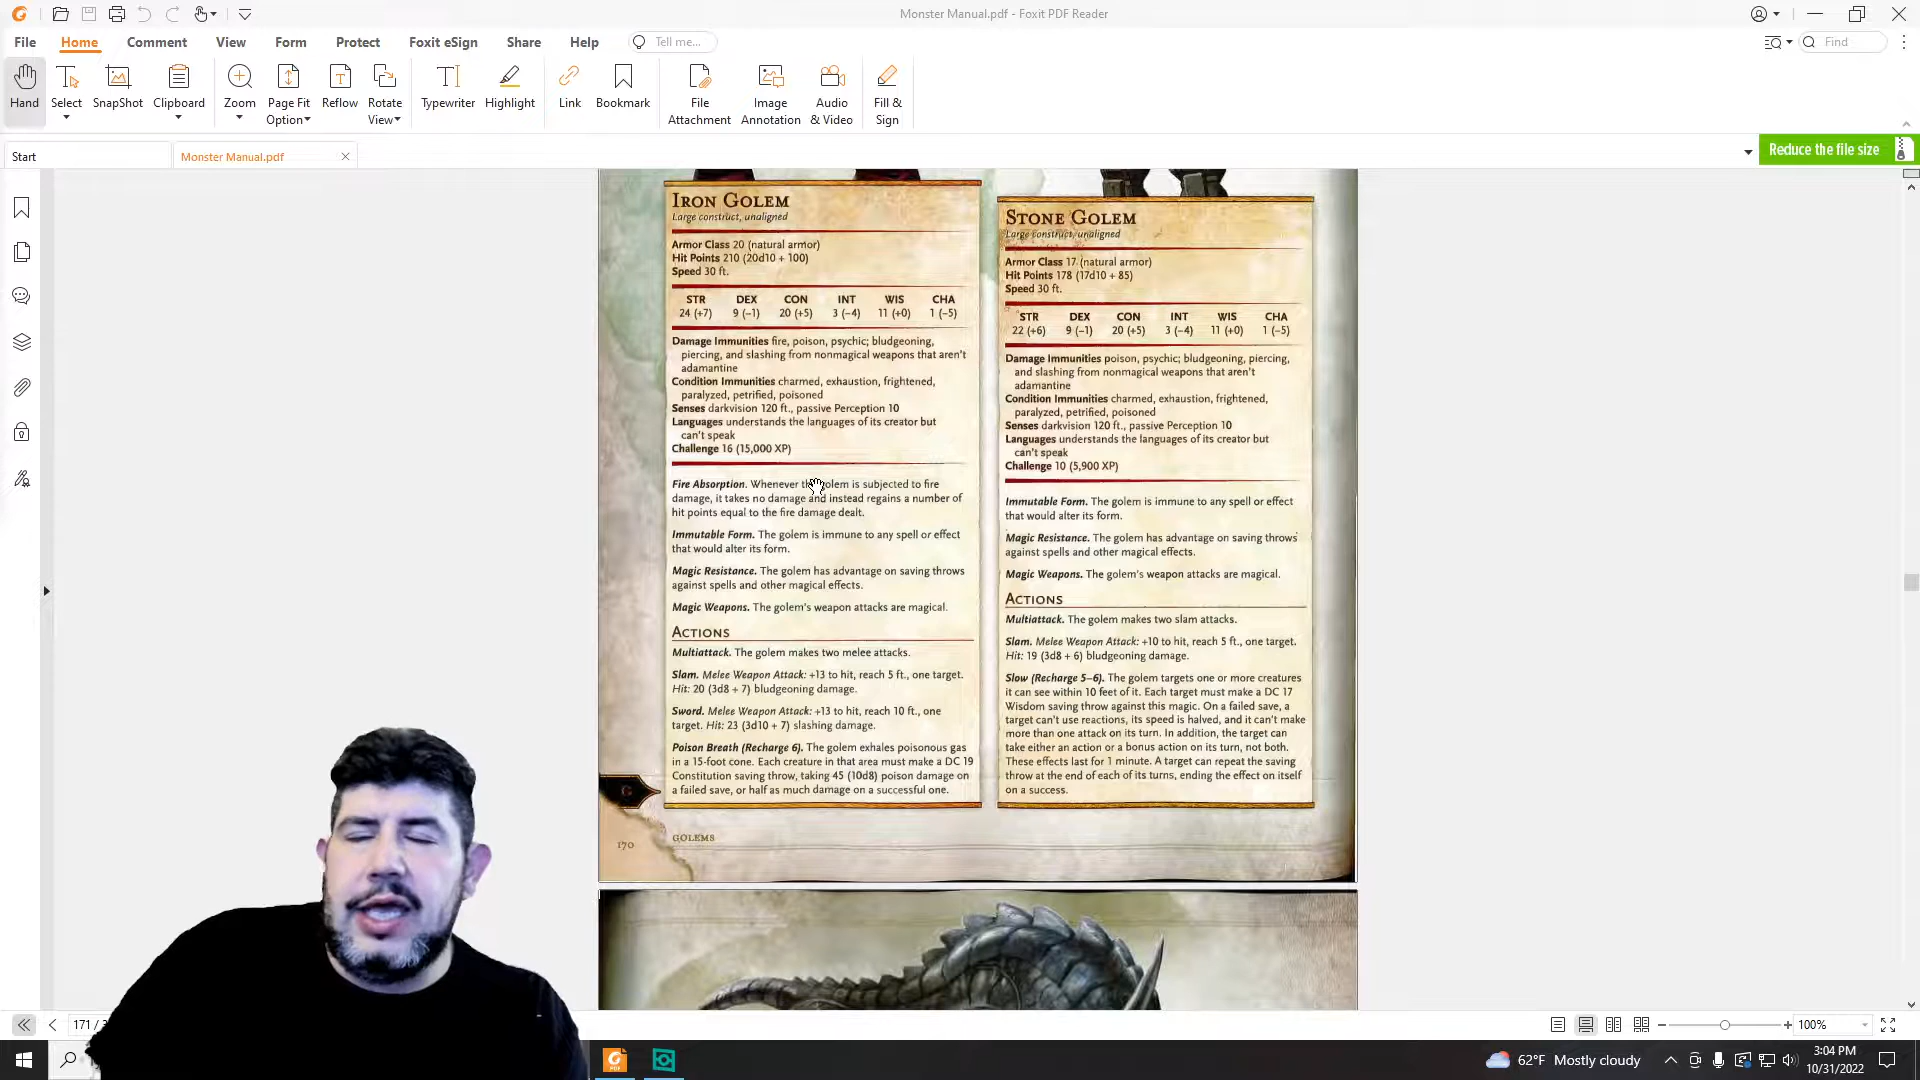 Monster Manual.pdf - Foxit PDF Reader
File Home Comment View Form Protect Foxit eSign Share Help Tell me... Find
Hand Select SnapShot Clipboard Zoom Page Fit Option Reflow Rotate View Typewriter Highlight Link Bookmark File Attachment Image Annotation Audio & Video Fill & Sign
Start Monster Manual.pdf Reduce the file size
IRON GOLEM
Large construct, unaligned
Armor Class 20 (natural armor)
Hit Points 210 (20d10 + 100)
Speed 30 ft.
STR DEX CON INT WIS CHA
24 (+7) 9 (−1) 20 (+5) 3 (−4) 11 (+0) 1 (−5)
Damage Immunities fire, poison, psychic; bludgeoning,
piercing, and slashing from nonmagical weapons that aren't
adamantine
Condition Immunities charmed, exhaustion, frightened,
paralyzed, petrified, poisoned
Senses darkvision 120 ft., passive Perception 10
Languages understands the languages of its creator but
can't speak
Challenge 16 (15,000 XP)
Fire Absorption. Whenever the golem is subjected to fire
damage, it takes no damage and instead regains a number of
hit points equal to the fire damage dealt.
Immutable Form. The golem is immune to any spell or effect
that would alter its form.
Magic Resistance. The golem has advantage on saving throws
against spells and other magical effects.
Magic Weapons. The golem's weapon attacks are magical.
ACTIONS
Multiattack. The golem makes two melee attacks.
Slam. Melee Weapon Attack: +13 to hit, reach 5 ft., one target.
Hit: 20 (3d8 + 7) bludgeoning damage.
Sword. Melee Weapon Attack: +13 to hit, reach 10 ft., one
target. Hit: 23 (3d10 + 7) slashing damage.
Poison Breath (Recharge 6). The golem exhales poisonous gas
in a 15-foot cone. Each creature in that area must make a DC 19
Constitution saving throw, taking 45 (10d8) poison damage on
a failed save, or half as much damage on a successful one.
STONE GOLEM
Large construct, unaligned
Armor Class 17 (natural armor)
Hit Points 178 (17d10 + 85)
Speed 30 ft.
STR DEX CON INT WIS CHA
22 (+6) 9 (−1) 20 (+5) 3 (−4) 11 (+0) 1 (−5)
Damage Immunities poison, psychic; bludgeoning, piercing,
and slashing from nonmagical weapons that aren't
adamantine
Condition Immunities charmed, exhaustion, frightened,
paralyzed, petrified, poisoned
Senses darkvision 120 ft., passive Perception 10
Languages understands the languages of its creator but
can't speak
Challenge 10 (5,900 XP)
Immutable Form. The golem is immune to any spell or effect
that would alter its form.
Magic Resistance. The golem has advantage on saving throws
against spells and other magical effects.
Magic Weapons. The golem's weapon attacks are magical.
ACTIONS
Multiattack. The golem makes two slam attacks.
Slam. Melee Weapon Attack: +10 to hit, reach 5 ft., one target.
Hit: 19 (3d8 + 6) bludgeoning damage.
Slow (Recharge 5–6). The golem targets one or more creatures
it can see within 10 feet of it. Each target must make a DC 17
Wisdom saving throw against this magic. On a failed save, a
target can't use reactions, its speed is halved, and it can't make
more than one attack on its turn. In addition, the target can
take either an action or a bonus action on its turn, not both.
These effects last for 1 minute. A target can repeat the saving
throw at the end of each of its turns, ending the effect on itself
on a success.
G
170 GOLEMS
171 / 3
100%
62°F Mostly cloudy
3:04 PM
10/31/2022